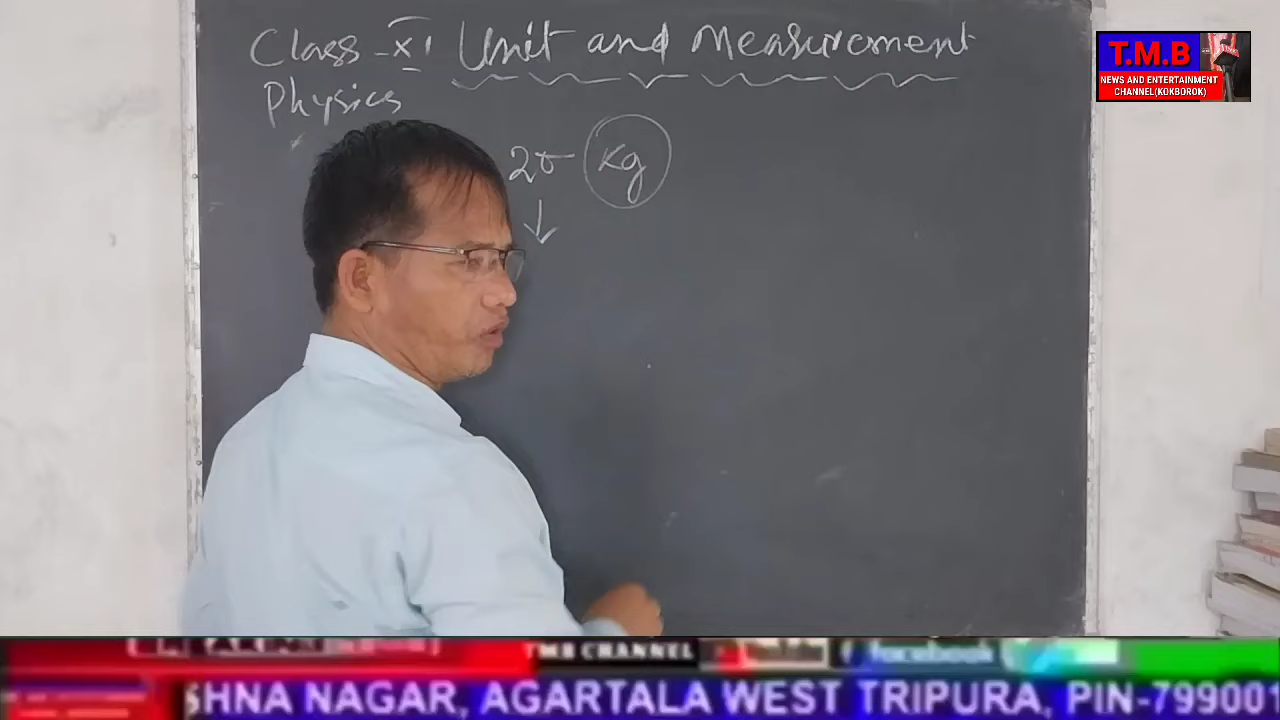 Class - XI Unit and Measurement
Physics
Kg
↓
T.M.B
NEWS AND ENTERTAINMENT
CHANNEL(KOKBOROK)
TMB CHANNEL
facebook
SHNA NAGAR, AGARTALA WEST TRIPURA, PIN-799001